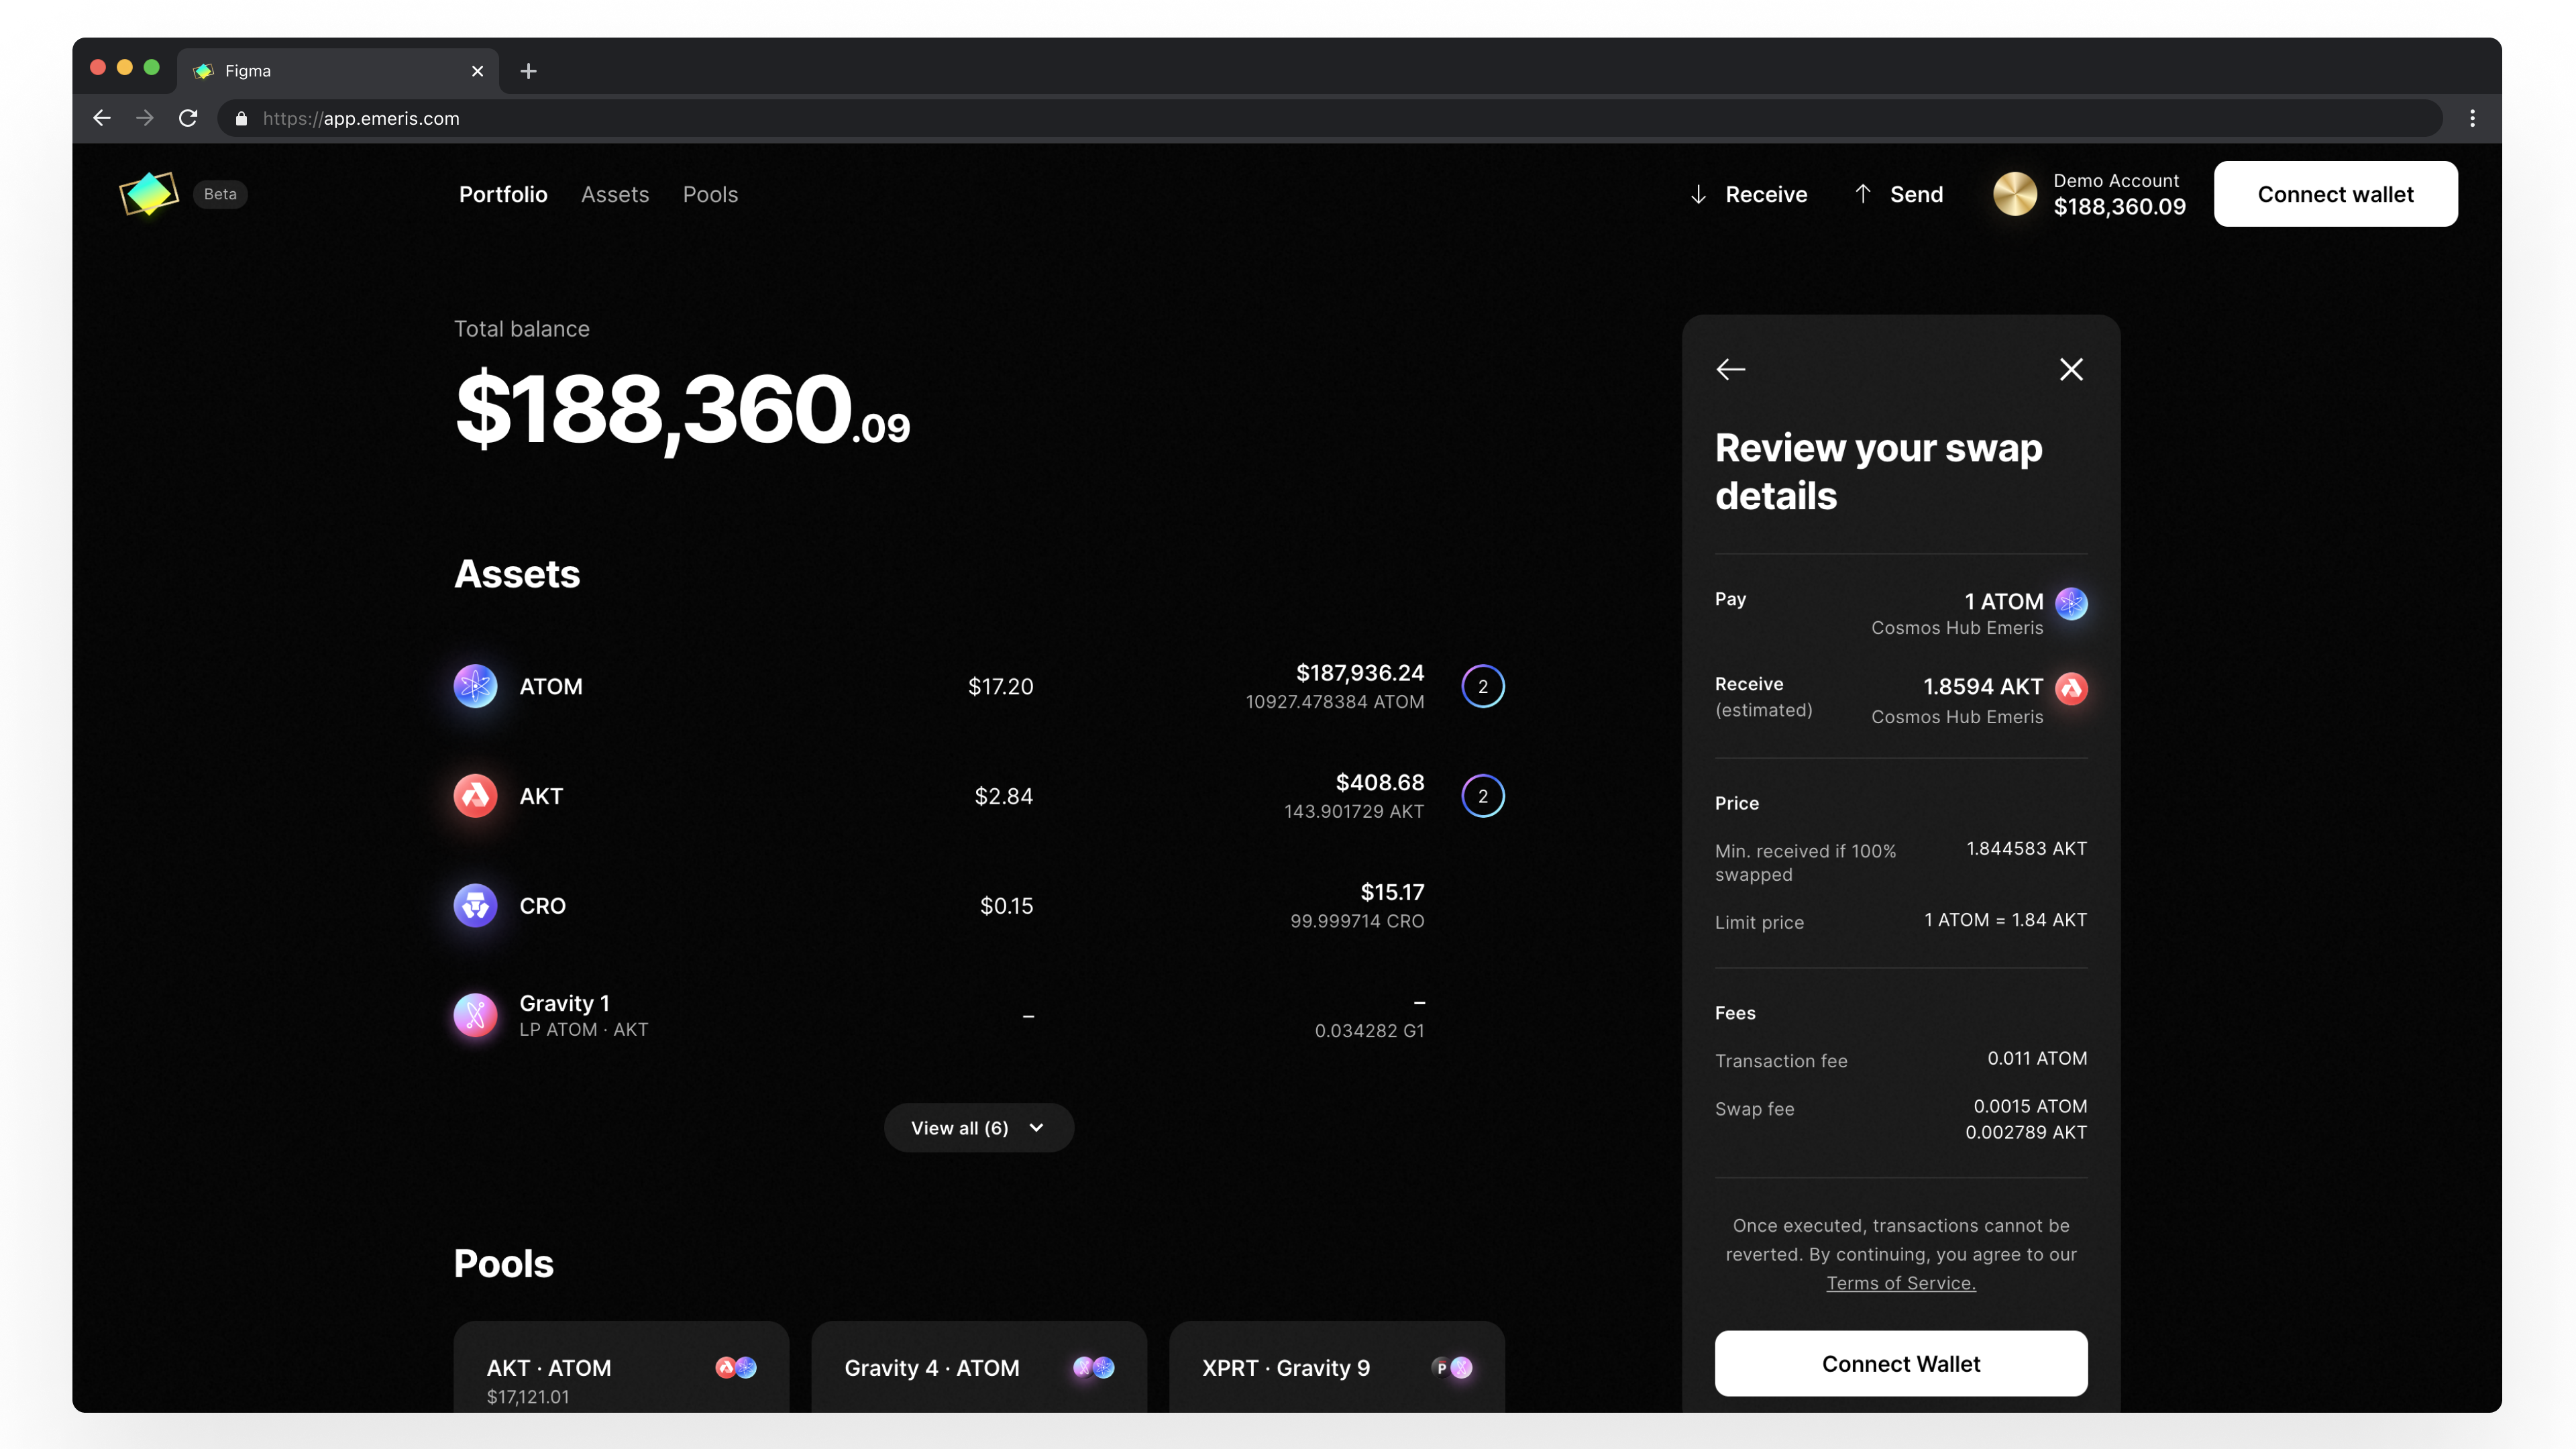 Figma
https://app.emeris.com
Beta
Portfolio
Assets
Pools
Receive
Send
Demo Account
$188,360.09
Connect wallet
Total balance
$188,360.09
Assets
ATOM
$17.20
$187,936.24
10927.478384 ATOM
2
AKT
$2.84
$408.68
143.901729 AKT
2
CRO
$0.15
$15.17
99.999714 CRO
Gravity 1
LP ATOM · AKT
–
–
0.034282 G1
View all (6)
Pools
AKT · ATOM
$17,121.01
Gravity 4 · ATOM
XPRT · Gravity 9
P
Review your swap
details
Pay
1 ATOM
Cosmos Hub Emeris
Receive
(estimated)
1.8594 AKT
Cosmos Hub Emeris
Price
Min. received if 100%
swapped
1.844583 AKT
Limit price
1 ATOM = 1.84 AKT
Fees
Transaction fee
0.011 ATOM
Swap fee
0.0015 ATOM
0.002789 AKT
Once executed, transactions cannot be
reverted. By continuing, you agree to our
Terms of Service.
Connect Wallet